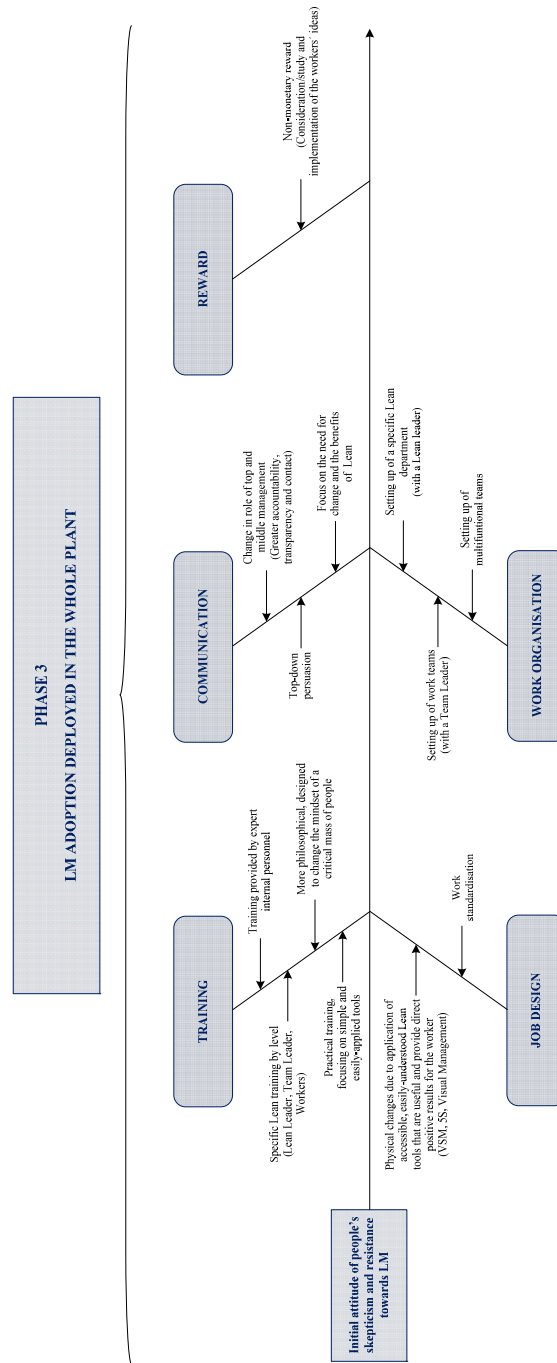 PHASE 3
LM ADOPTION DEPLOYED IN THE WHOLE PLANT
TRAINING
COMMUNICATION
REWARD
Training provided by expert
internal personnel
Specific Lean training by level
(Lean Leader, Team Leader,
Workers)
More philosophical, designed
to change the mindset of a
critical mass of people
Practical training,
focusing on simple and
easily-applied tools
Change in role of top and
middle management
(Greater accountability,
transparency and contact)
Top-down
persuasion
Focus on the need for
change and the benefits
of Lean
Non-monetary reward
(Consideration/study and
implementation of the workers´ ideas)
Initial attitude of people’s
skepticism and resistance
towards LM
Physical changes due to application of
accessible, easily-understood Lean
tools that are useful and provide direct
positive results for the worker
(VSM, 5S, Visual Management)
Work
standardisation
Setting up of a specific Lean
department
(with a Lean leader)
Setting up of work teams
(with a Team Leader)
Setting up of
multifuntional teams
JOB DESIGN
WORK ORGANISATION